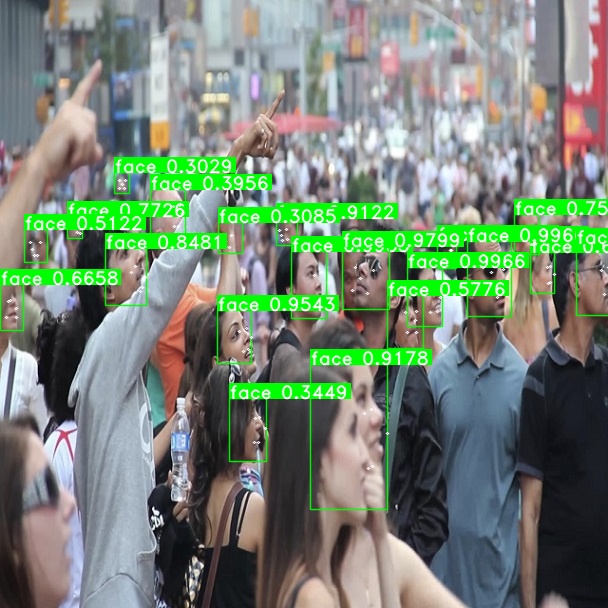 face 0.3029
face 0.3956
face 0.7726
face 0.9122
face 0.75
face 0.5122
face 0.3085
face 0.8481
face 0.9799
face 0.996
face 0.9966
face 0.6658
face 0.5776
face 0.9543
face 0.9178
face 0.3449